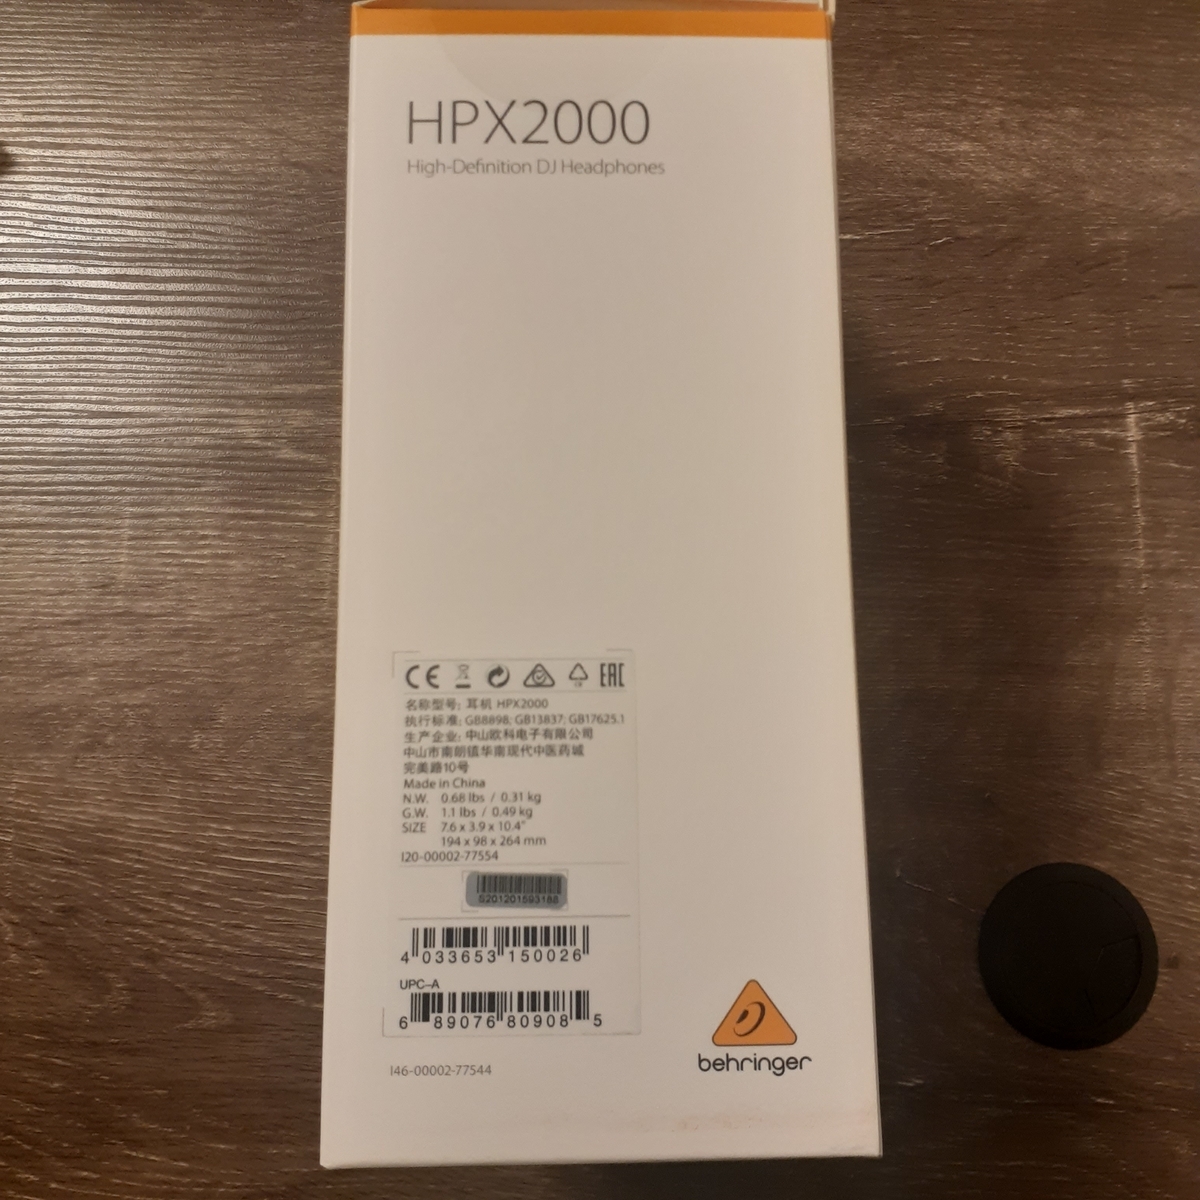 HPX2000
High-Definition DJ Headphones
CE EAC
名称型号: 耳机 HPX2000
执行标准: GB8898; GB13837; GB17625.1
生产企业: 中山欧科电子有限公司
中山市南朗镇华南现代中医药城
完美路10号
Made in China
N.W. 0.68 lbs / 0.31 kg
G.W. 1.1 lbs / 0.49 kg
SIZE 7.6 x 3.9 x 10.4"
194 x 98 x 264 mm
I20-00002-77554
S201201593188
4 033653 150026
UPC-A
6 89076 80908 5
I46-00002-77544
behringer